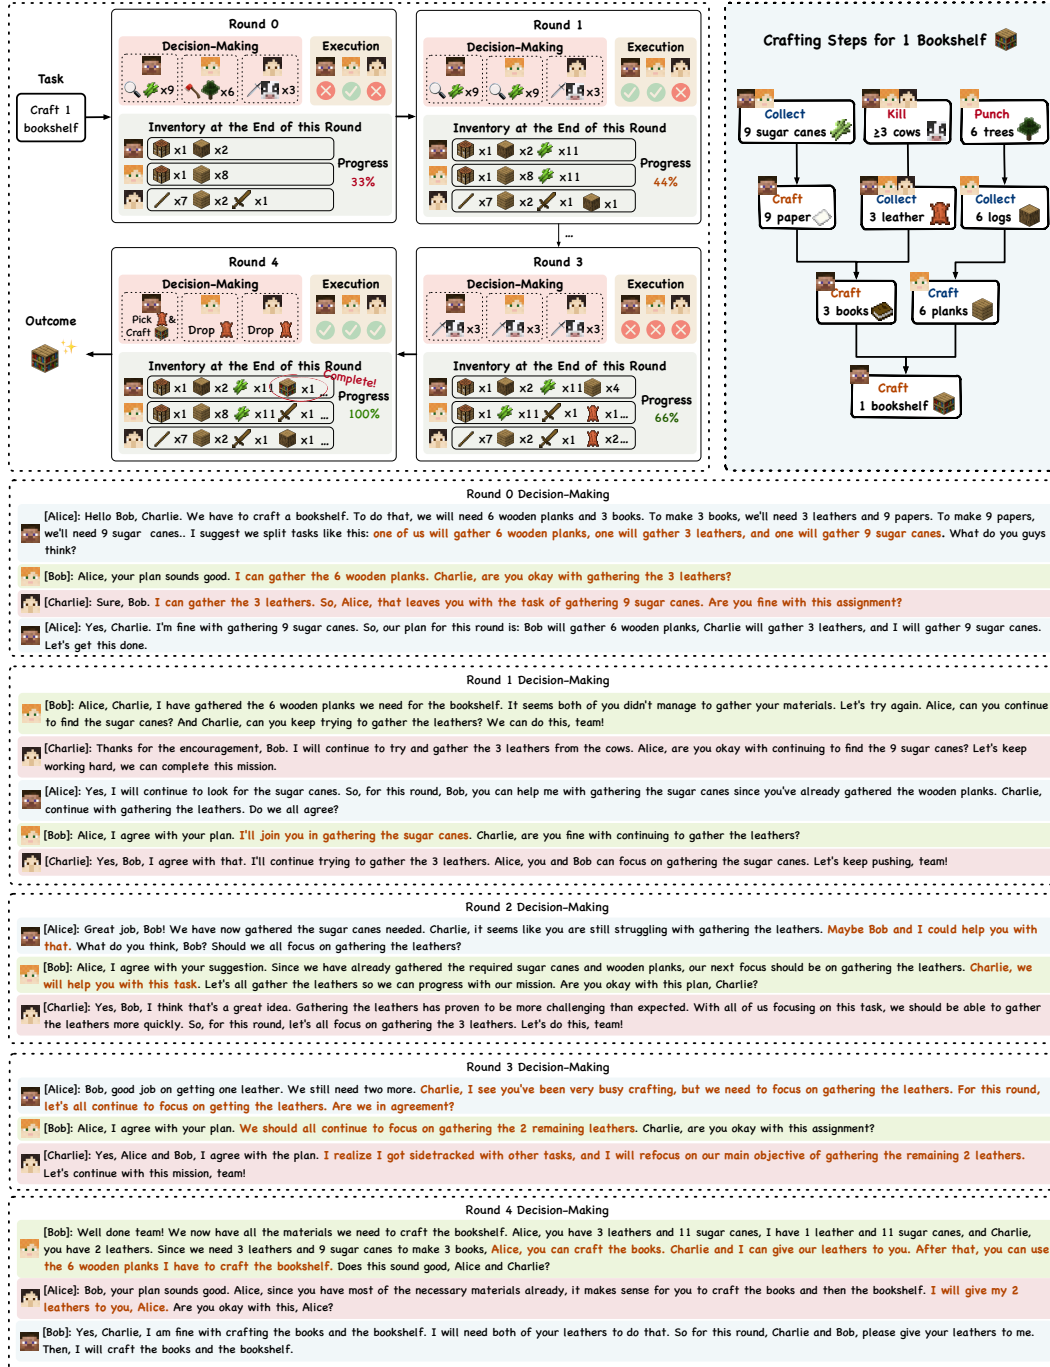 Task
Craft 1
bookshelf
Round 0
Decision-Making
Execution
x9
x6
x3
Inventory at the End of this Round
x1 x2
x1 x8
x7 x2 x1
Progress
33%
Round 1
Decision-Making
Execution
x9
x9
x3
Inventory at the End of this Round
x1 x2 x11
x1 x8 x11
x7 x2 x1 x1
Progress
44%
...
Round 4
Decision-Making
Execution
Pick &
Craft
Drop
Drop
Inventory at the End of this Round
x1 x2 x11 x1 ...
Complete!
x1 x8 x11 x1 ...
x7 x2 x1 x1 ...
Progress
100%
Outcome
Round 3
Decision-Making
Execution
x3
x3
x3
Inventory at the End of this Round
x1 x2 x11 x4
x1 x11 x1 x1...
x7 x2 x1 x2...
Progress
66%
Crafting Steps for 1 Bookshelf
Collect
9 sugar canes
Kill
≥3 cows
Punch
6 trees
Craft
9 paper
Collect
3 leather
Collect
6 logs
Craft
3 books
Craft
6 planks
Craft
1 bookshelf
Round 0 Decision-Making
[Alice]: Hello Bob, Charlie. We have to craft a bookshelf. To do that, we will need 6 wooden planks and 3 books. To make 3 books, we'll need 3 leathers and 9 papers. To make 9 papers,
we'll need 9 sugar canes.. I suggest we split tasks like this: one of us will gather 6 wooden planks, one will gather 3 leathers, and one will gather 9 sugar canes. What do you guys
think?
[Bob]: Alice, your plan sounds good. I can gather the 6 wooden planks. Charlie, are you okay with gathering the 3 leathers?
[Charlie]: Sure, Bob. I can gather the 3 leathers. So, Alice, that leaves you with the task of gathering 9 sugar canes. Are you fine with this assignment?
[Alice]: Yes, Charlie. I'm fine with gathering 9 sugar canes. So, our plan for this round is: Bob will gather 6 wooden planks, Charlie will gather 3 leathers, and I will gather 9 sugar canes.
Let's get this done.
Round 1 Decision-Making
[Bob]: Alice, Charlie, I have gathered the 6 wooden planks we need for the bookshelf. It seems both of you didn't manage to gather your materials. Let's try again. Alice, can you continue
to find the sugar canes? And Charlie, can you keep trying to gather the leathers? We can do this, team!
[Charlie]: Thanks for the encouragement, Bob. I will continue to try and gather the 3 leathers from the cows. Alice, are you okay with continuing to find the 9 sugar canes? Let's keep
working hard, we can complete this mission.
[Alice]: Yes, I will continue to look for the sugar canes. So, for this round, Bob, you can help me with gathering the sugar canes since you've already gathered the wooden planks. Charlie,
continue with gathering the leathers. Do we all agree?
[Bob]: Alice, I agree with your plan. I'll join you in gathering the sugar canes. Charlie, are you fine with continuing to gather the leathers?
[Charlie]: Yes, Bob, I agree with that. I'll continue trying to gather the 3 leathers. Alice, you and Bob can focus on gathering the sugar canes. Let's keep pushing, team!
Round 2 Decision-Making
[Alice]: Great job, Bob! We have now gathered the sugar canes needed. Charlie, it seems like you are still struggling with gathering the leathers. Maybe Bob and I could help you with
that. What do you think, Bob? Should we all focus on gathering the leathers?
[Bob]: Alice, I agree with your suggestion. Since we have already gathered the required sugar canes and wooden planks, our next focus should be on gathering the leathers. Charlie, we
will help you with this task. Let's all gather the leathers so we can progress with our mission. Are you okay with this plan, Charlie?
[Charlie]: Yes, Bob, I think that's a great idea. Gathering the leathers has proven to be more challenging than expected. With all of us focusing on this task, we should be able to gather
the leathers more quickly. So, for this round, let's all focus on gathering the 3 leathers. Let's do this, team!
Round 3 Decision-Making
[Alice]: Bob, good job on getting one leather. We still need two more. Charlie, I see you've been very busy crafting, but we need to focus on gathering the leathers. For this round,
let's all continue to focus on getting the leathers. Are we in agreement?
[Bob]: Alice, I agree with your plan. We should all continue to focus on gathering the 2 remaining leathers. Charlie, are you okay with this assignment?
[Charlie]: Yes, Alice and Bob, I agree with the plan. I realize I got sidetracked with other tasks, and I will refocus on our main objective of gathering the remaining 2 leathers.
Let's continue with this mission, team!
Round 4 Decision-Making
[Bob]: Well done team! We now have all the materials we need to craft the bookshelf. Alice, you have 3 leathers and 11 sugar canes, I have 1 leather and 11 sugar canes, and Charlie,
you have 2 leathers. Since we need 3 leathers and 9 sugar canes to make 3 books, Alice, you can craft the books. Charlie and I can give our leathers to you. After that, you can use
the 6 wooden planks I have to craft the bookshelf. Does this sound good, Alice and Charlie?
[Alice]: Bob, your plan sounds good. Alice, since you have most of the necessary materials already, it makes sense for you to craft the books and then the bookshelf. I will give my 2
leathers to you, Alice. Are you okay with this, Alice?
[Bob]: Yes, Charlie, I am fine with crafting the books and the bookshelf. I will need both of your leathers to do that. So for this round, Charlie and Bob, please give your leathers to me.
Then, I will craft the books and the bookshelf.